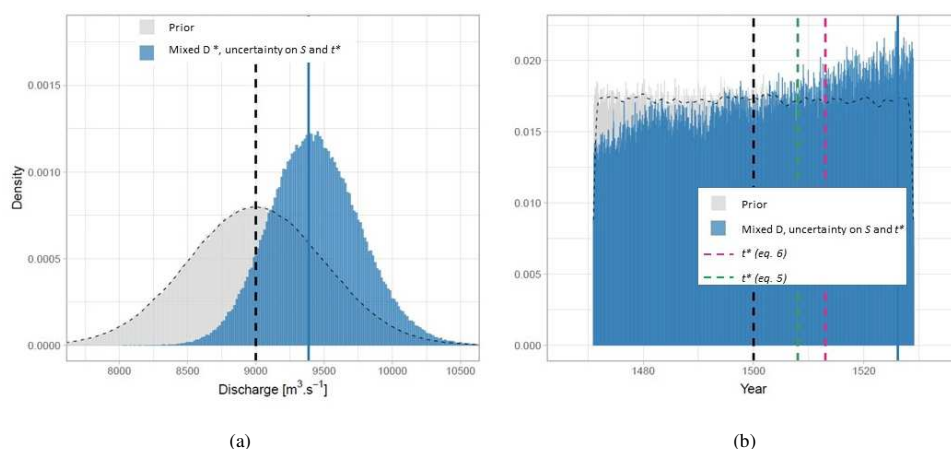 Prior
Mixed D *, uncertainty on S and t*
0.0015
0.0010
0.0005
0.0000
Density
8000
8500
9000
9500
10000
10500
Discharge [m³.s⁻¹]
(a)
0.020
0.015
0.010
0.005
0.000
Prior
Mixed D, uncertainty on S and t*
t* (eq. 6)
t* (eq. 5)
1480
1500
1520
Year
(b)